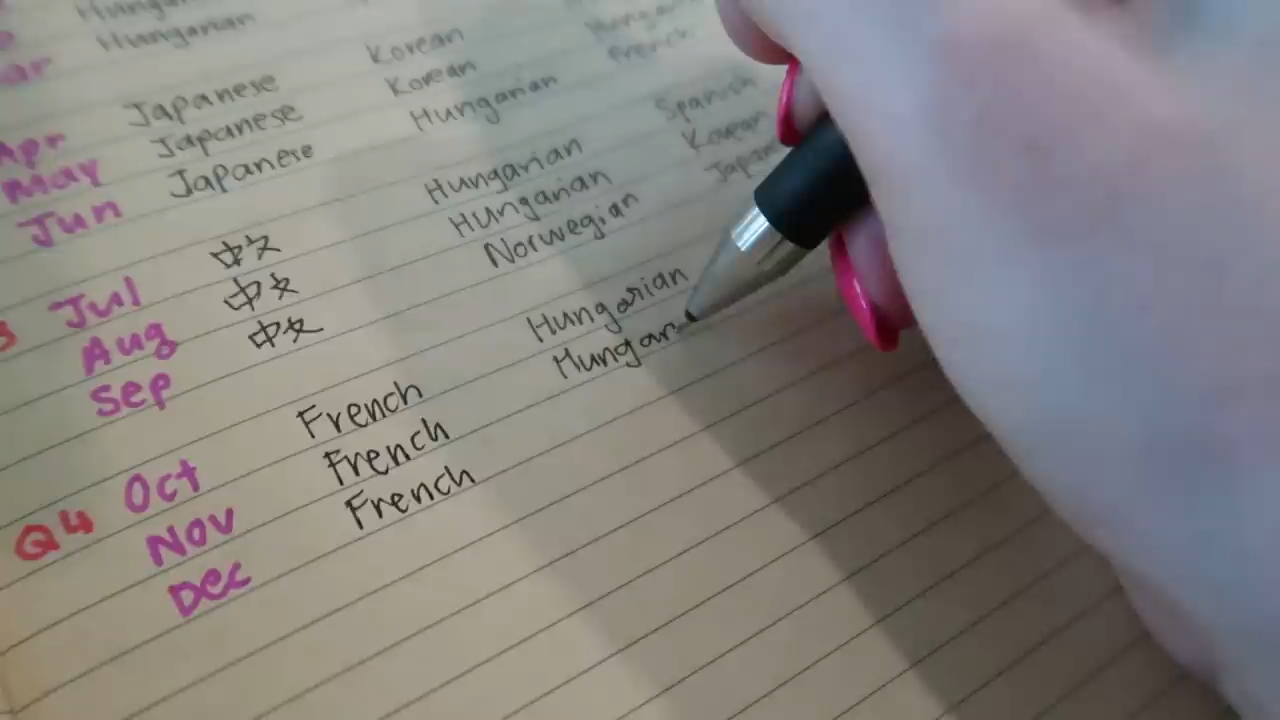 Hungarian
Apr Japanese Korean
May Japanese Korean French
Jun Japanese Hungarian
Jul 中文 Hungarian Spanish
Aug 中文 Hungarian Korean
Sep 中文 Norwegian
Q4 Oct French Hungarian
Nov French Hungar
Dec French